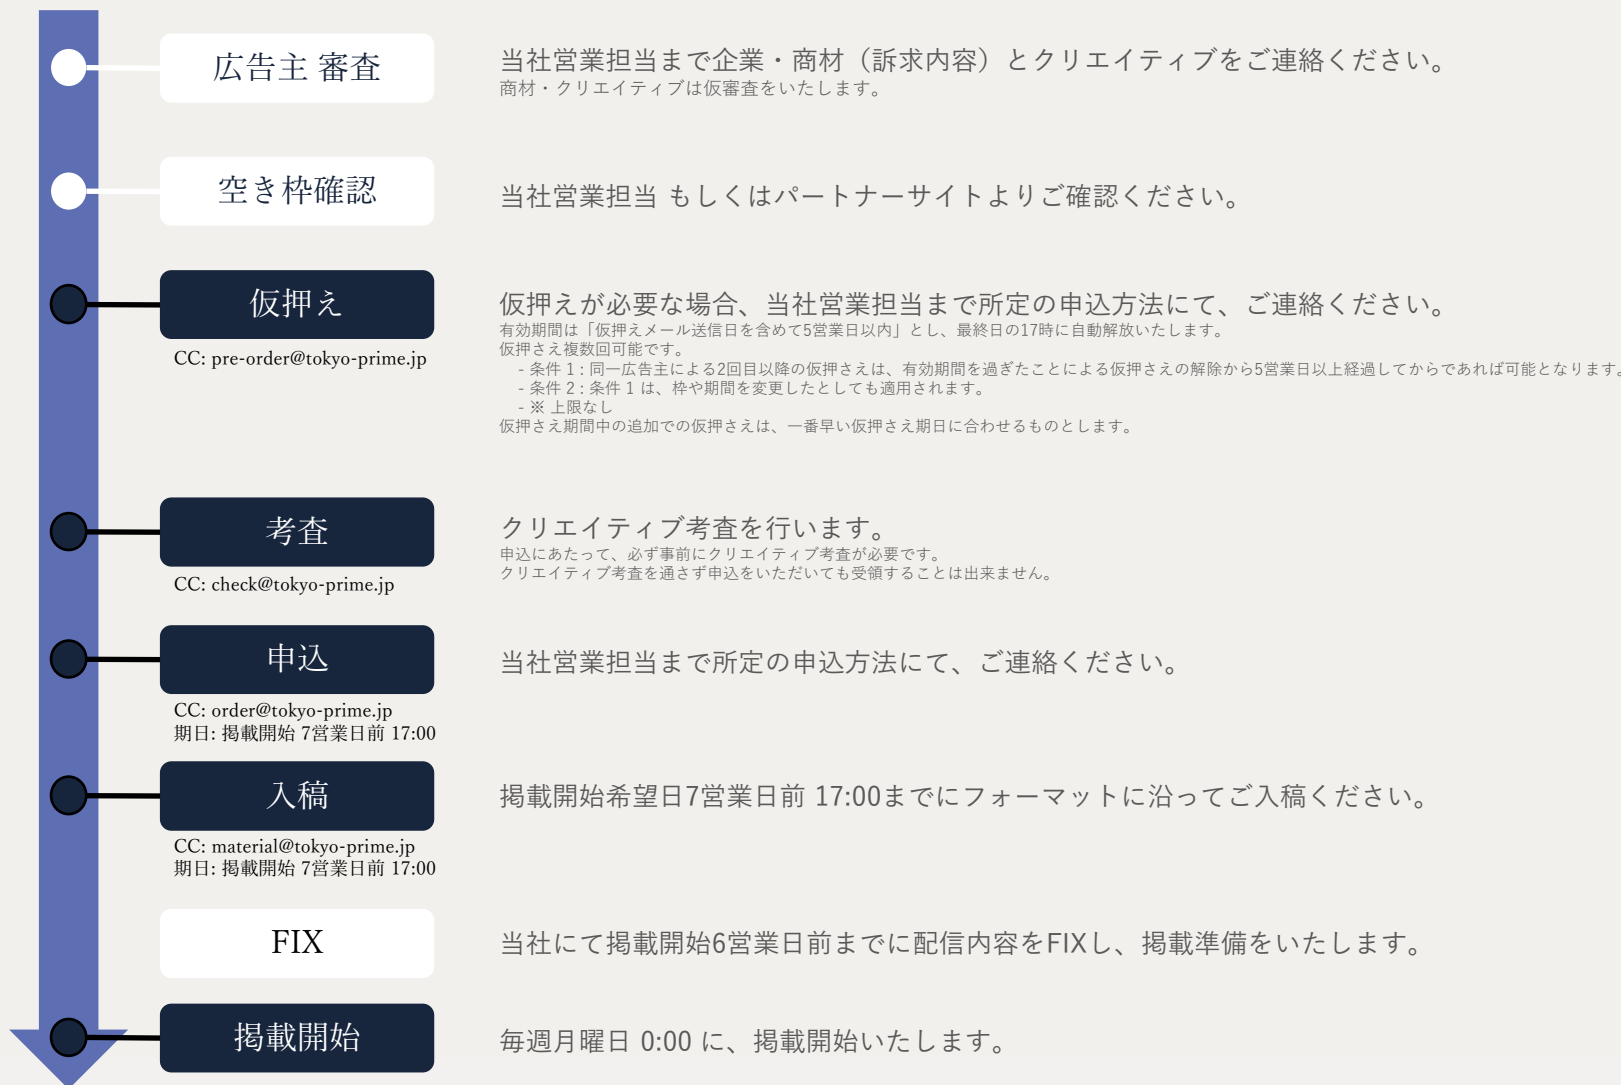 広告主 審査
当社営業担当まで企業・商材（訴求内容）とクリエイティブをご連絡ください。
商材・クリエイティブは仮審査をいたします。
空き枠確認
当社営業担当 もしくはパートナーサイトよりご確認ください。
仮押え
CC: pre-order@tokyo-prime.jp
仮押えが必要な場合、当社営業担当まで所定の申込方法にて、ご連絡ください。
有効期間は「仮押えメール送信日を含めて5営業日以内」とし、最終日の17時に自動解放いたします。
仮押さえ複数回可能です。
- 条件 1 : 同一広告主による2回目以降の仮押さえは、有効期間を過ぎたことによる仮押さえの解除から5営業日以上経過してからであれば可能となります。
- 条件 2 : 条件 1 は、枠や期間を変更したとしても適用されます。
- ※ 上限なし
仮押さえ期間中の追加での仮押さえは、一番早い仮押さえ期日に合わせるものとします。
考査
CC: check@tokyo-prime.jp
クリエイティブ考査を行います。
申込にあたって、必ず事前にクリエイティブ考査が必要です。
クリエイティブ考査を通さず申込をいただいても受領することは出来ません。
申込
CC: order@tokyo-prime.jp
期日: 掲載開始 7営業日前 17:00
当社営業担当まで所定の申込方法にて、ご連絡ください。
入稿
CC: material@tokyo-prime.jp
期日: 掲載開始 7営業日前 17:00
掲載開始希望日7営業日前 17:00までにフォーマットに沿ってご入稿ください。
FIX
当社にて掲載開始6営業日前までに配信内容をFIXし、掲載準備をいたします。
掲載開始
毎週月曜日 0:00 に、掲載開始いたします。